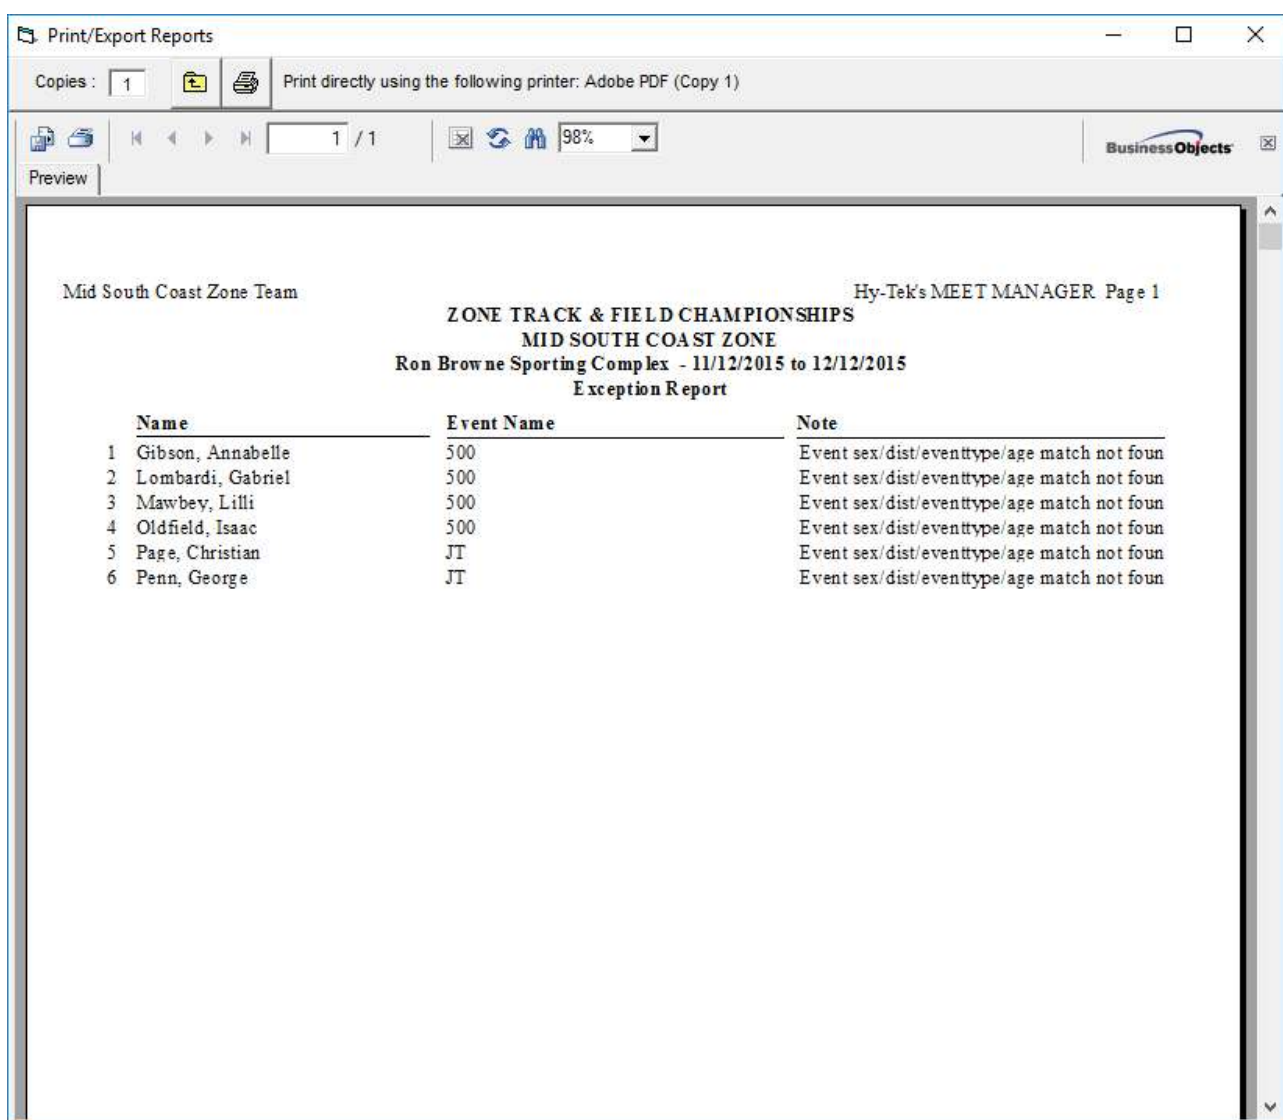 Print/Export Reports
Copies : 1 Print directly using the following printer: Adobe PDF (Copy 1)
1 / 1 98% BusinessObjects
Preview
Mid South Coast Zone Team Hy-Tek's MEET MANAGER Page 1
ZONE TRACK & FIELD CHAMPIONSHIPS
MID SOUTH COAST ZONE
Ron Browne Sporting Complex - 11/12/2015 to 12/12/2015
Exception Report
Name Event Name Note
1 Gibson, Annabelle 500 Event sex/dist/eventtype/age match not foun
2 Lombardi, Gabriel 500 Event sex/dist/eventtype/age match not foun
3 Mawbey, Lilli 500 Event sex/dist/eventtype/age match not foun
4 Oldfield, Isaac 500 Event sex/dist/eventtype/age match not foun
5 Page, Christian JT Event sex/dist/eventtype/age match not foun
6 Penn, George JT Event sex/dist/eventtype/age match not foun